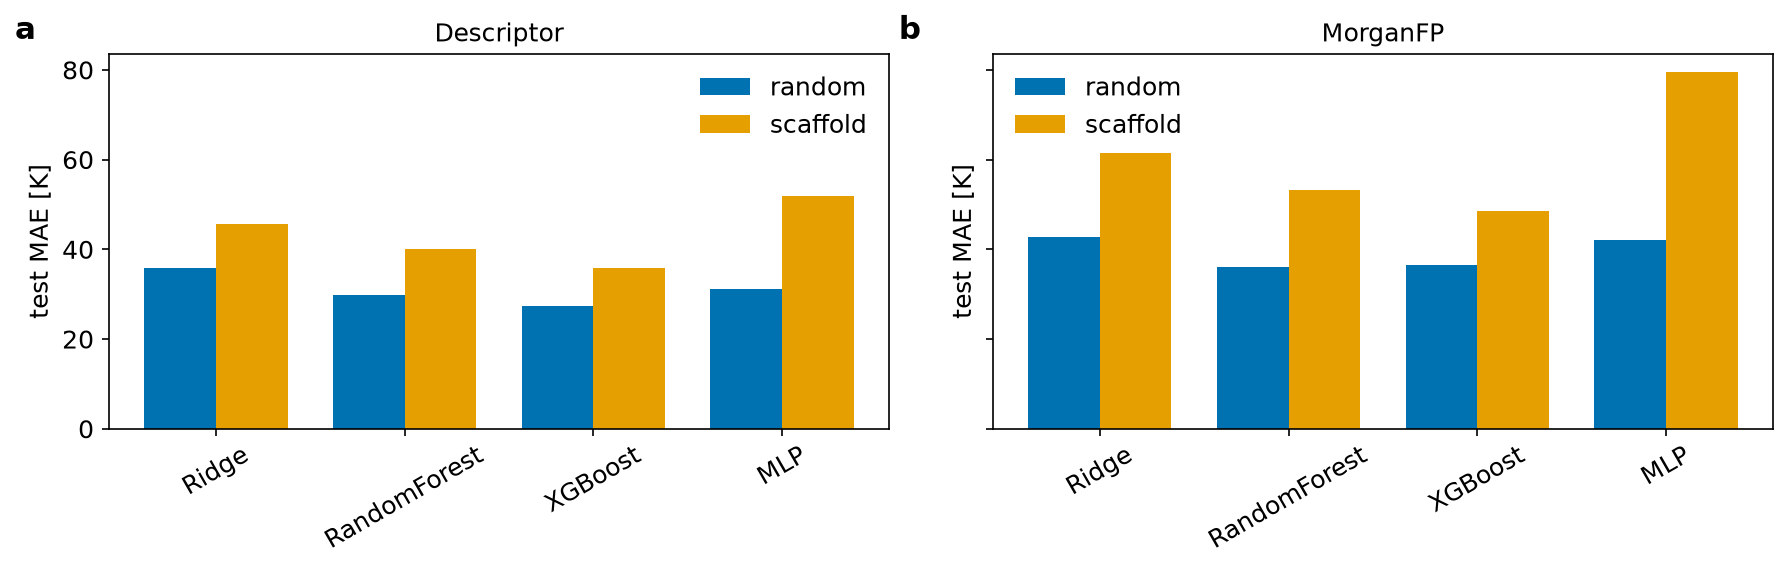 a
Descriptor
random
scaffold
test MAE [K]
80
60
40
20
0
Ridge
RandomForest
XGBoost
MLP
b
MorganFP
random
scaffold
test MAE [K]
Ridge
RandomForest
XGBoost
MLP